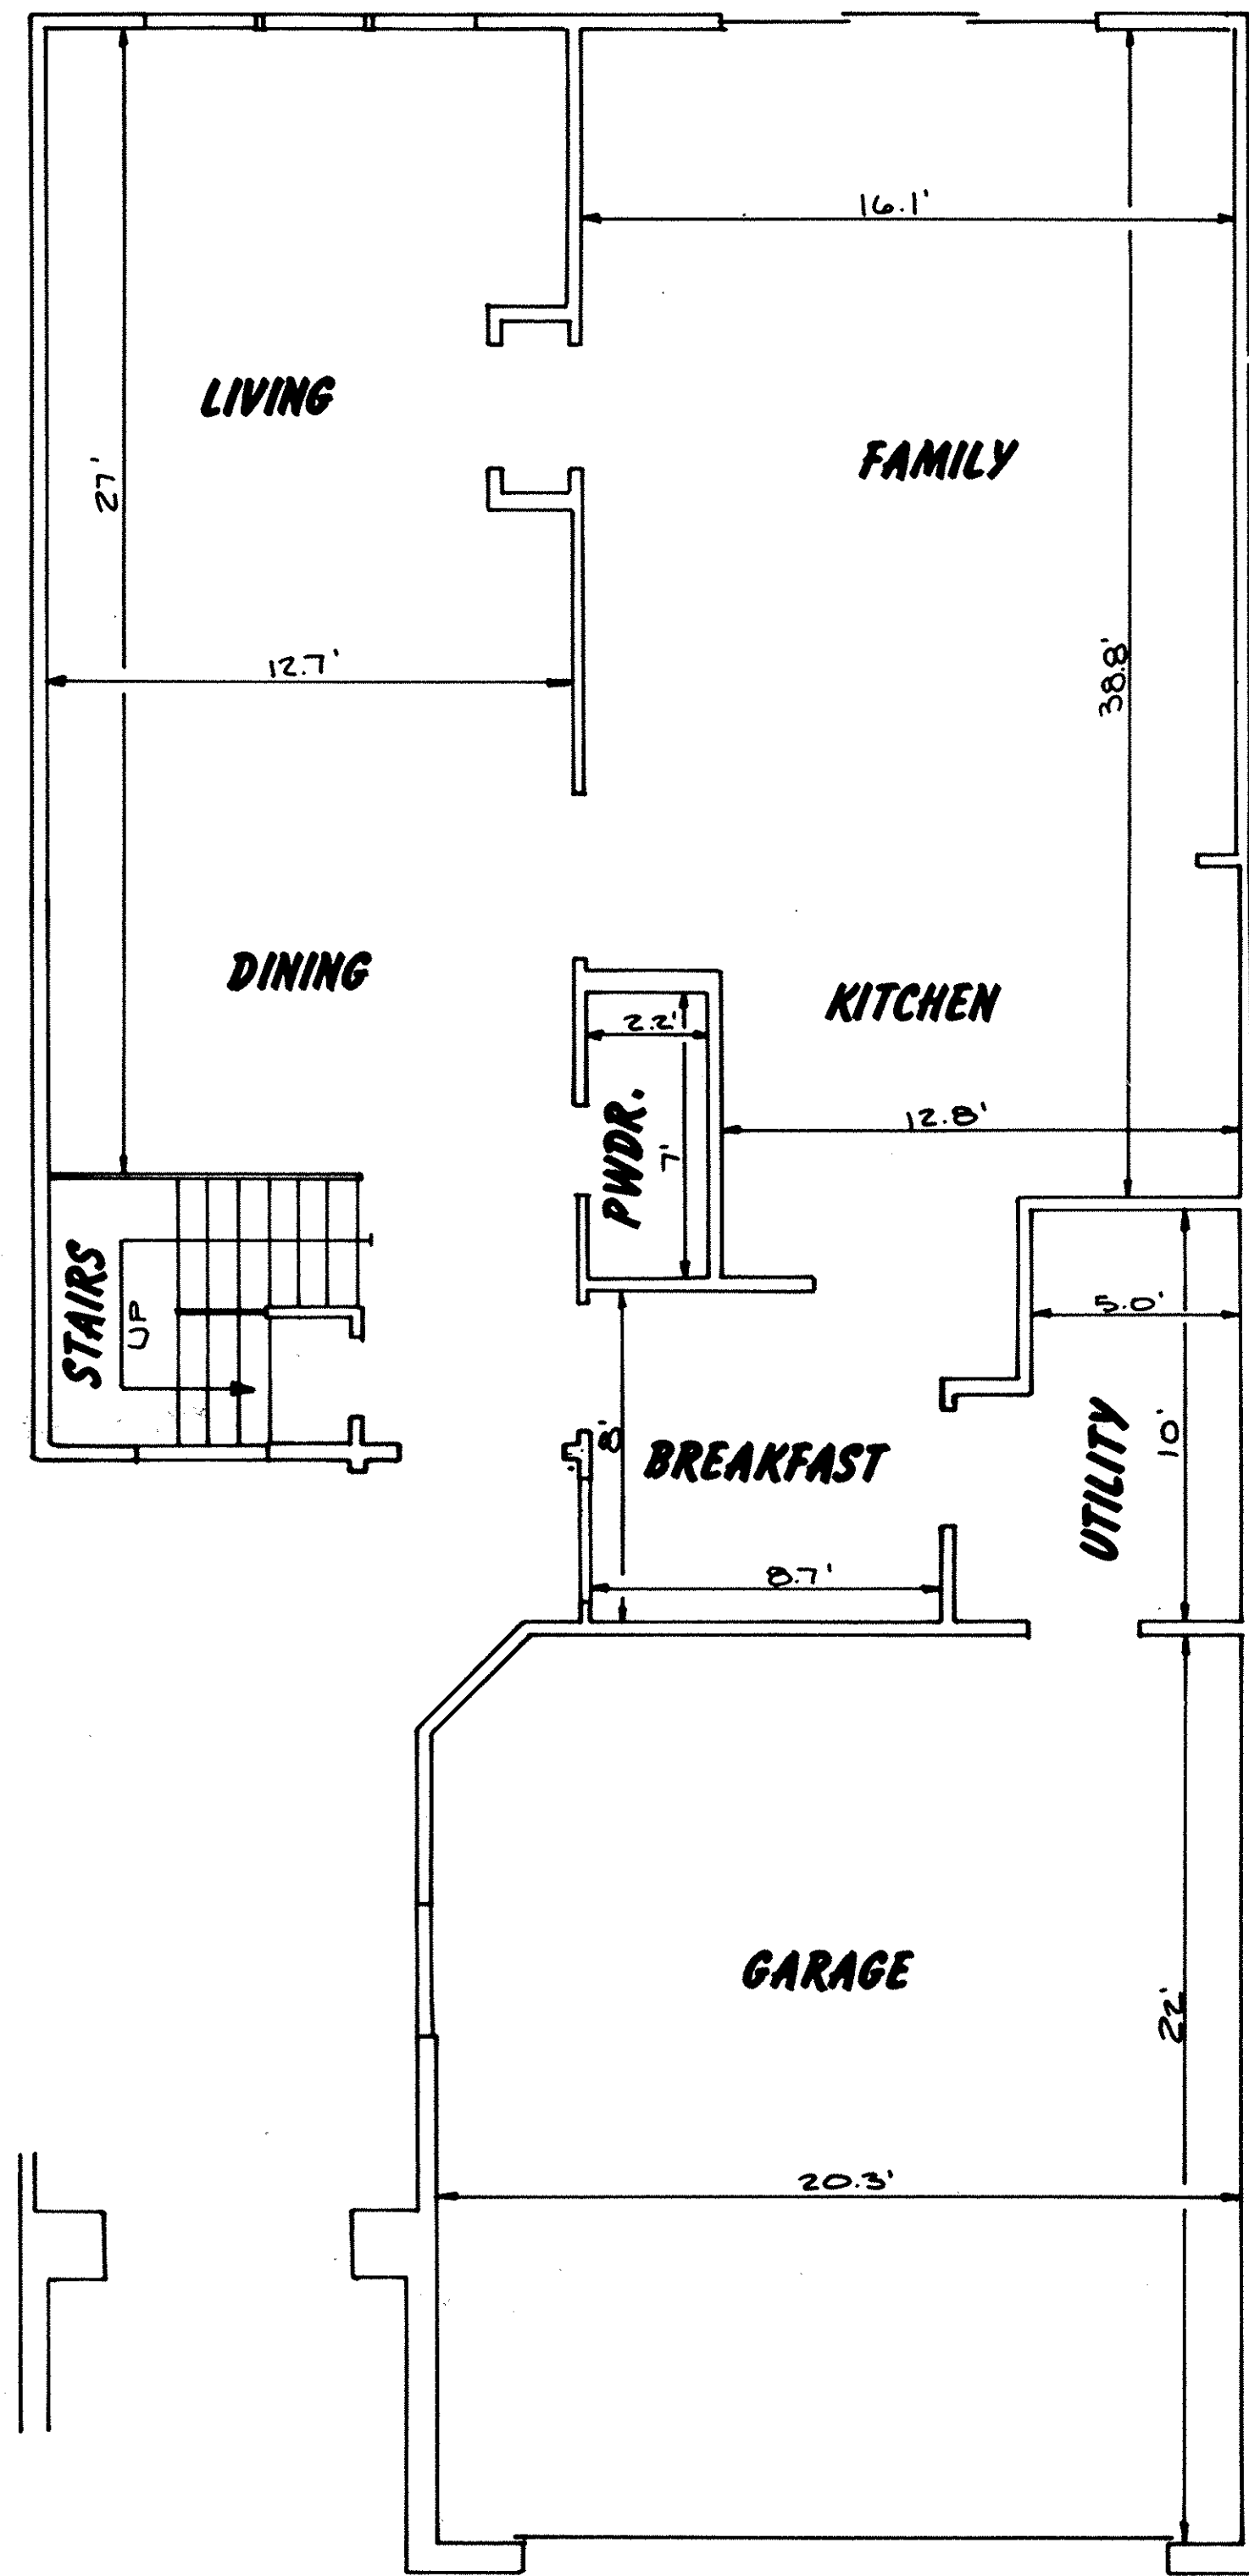 16.1'
LIVING
FAMILY
27'
12.7'
38.8'
DINING
KITCHEN
2.2'
PWDR.
7'
12.8'
STAIRS
UP
5.0'
8'
BREAKFAST
UTILITY
10'
8.7'
GARAGE
22'
20.3'